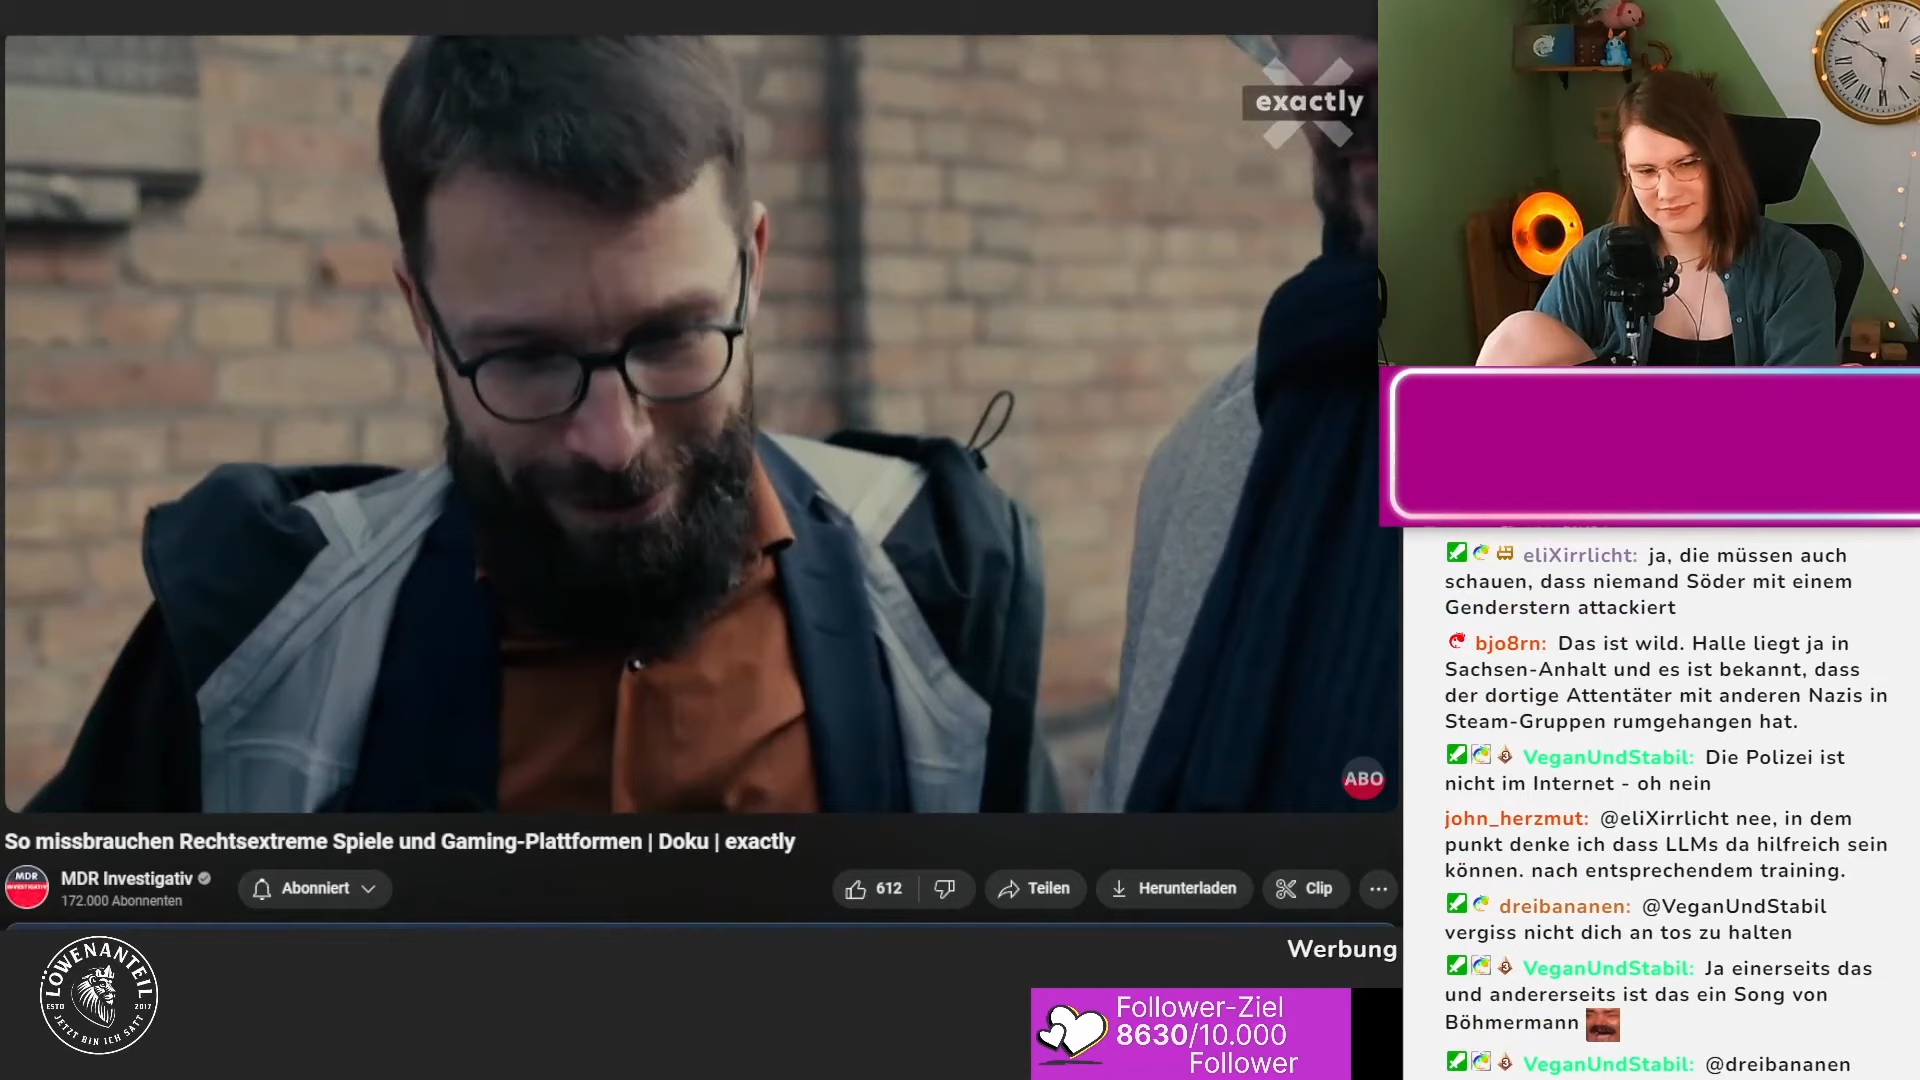 exactly
ABO
So missbrauchen Rechtsextreme Spiele und Gaming-Plattformen | Doku | exactly
MDR
INVESTIGATIV
MDR Investigativ
172.000 Abonnenten
Abonniert
612
Teilen
Herunterladen
Clip
LÖWENANTEIL
ESTD 2017
JETZT BIN ICH SATT
Werbung
Follower-Ziel
8630/10.000
Follower
eliXirrlicht: ja, die müssen auch
schauen, dass niemand Söder mit einem
Genderstern attackiert
bjo8rn: Das ist wild. Halle liegt ja in
Sachsen-Anhalt und es ist bekannt, dass
der dortige Attentäter mit anderen Nazis in
Steam-Gruppen rumgehangen hat.
VeganUndStabil: Die Polizei ist
nicht im Internet - oh nein
john_herzmut: @eliXirrlicht nee, in dem
punkt denke ich dass LLMs da hilfreich sein
können. nach entsprechendem training.
dreibananen: @VeganUndStabil
vergiss nicht dich an tos zu halten
VeganUndStabil: Ja einerseits das
und andererseits ist das ein Song von
Böhmermann
VeganUndStabil: @dreibananen